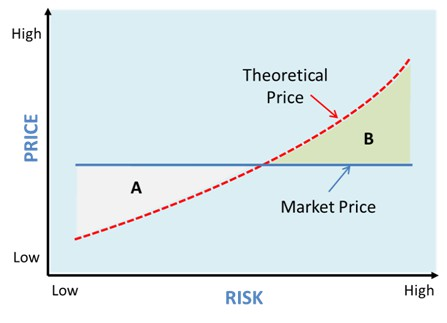 High
Theoretical
Price
B
PRICE
A
Market Price
Low
Low
High
RISK